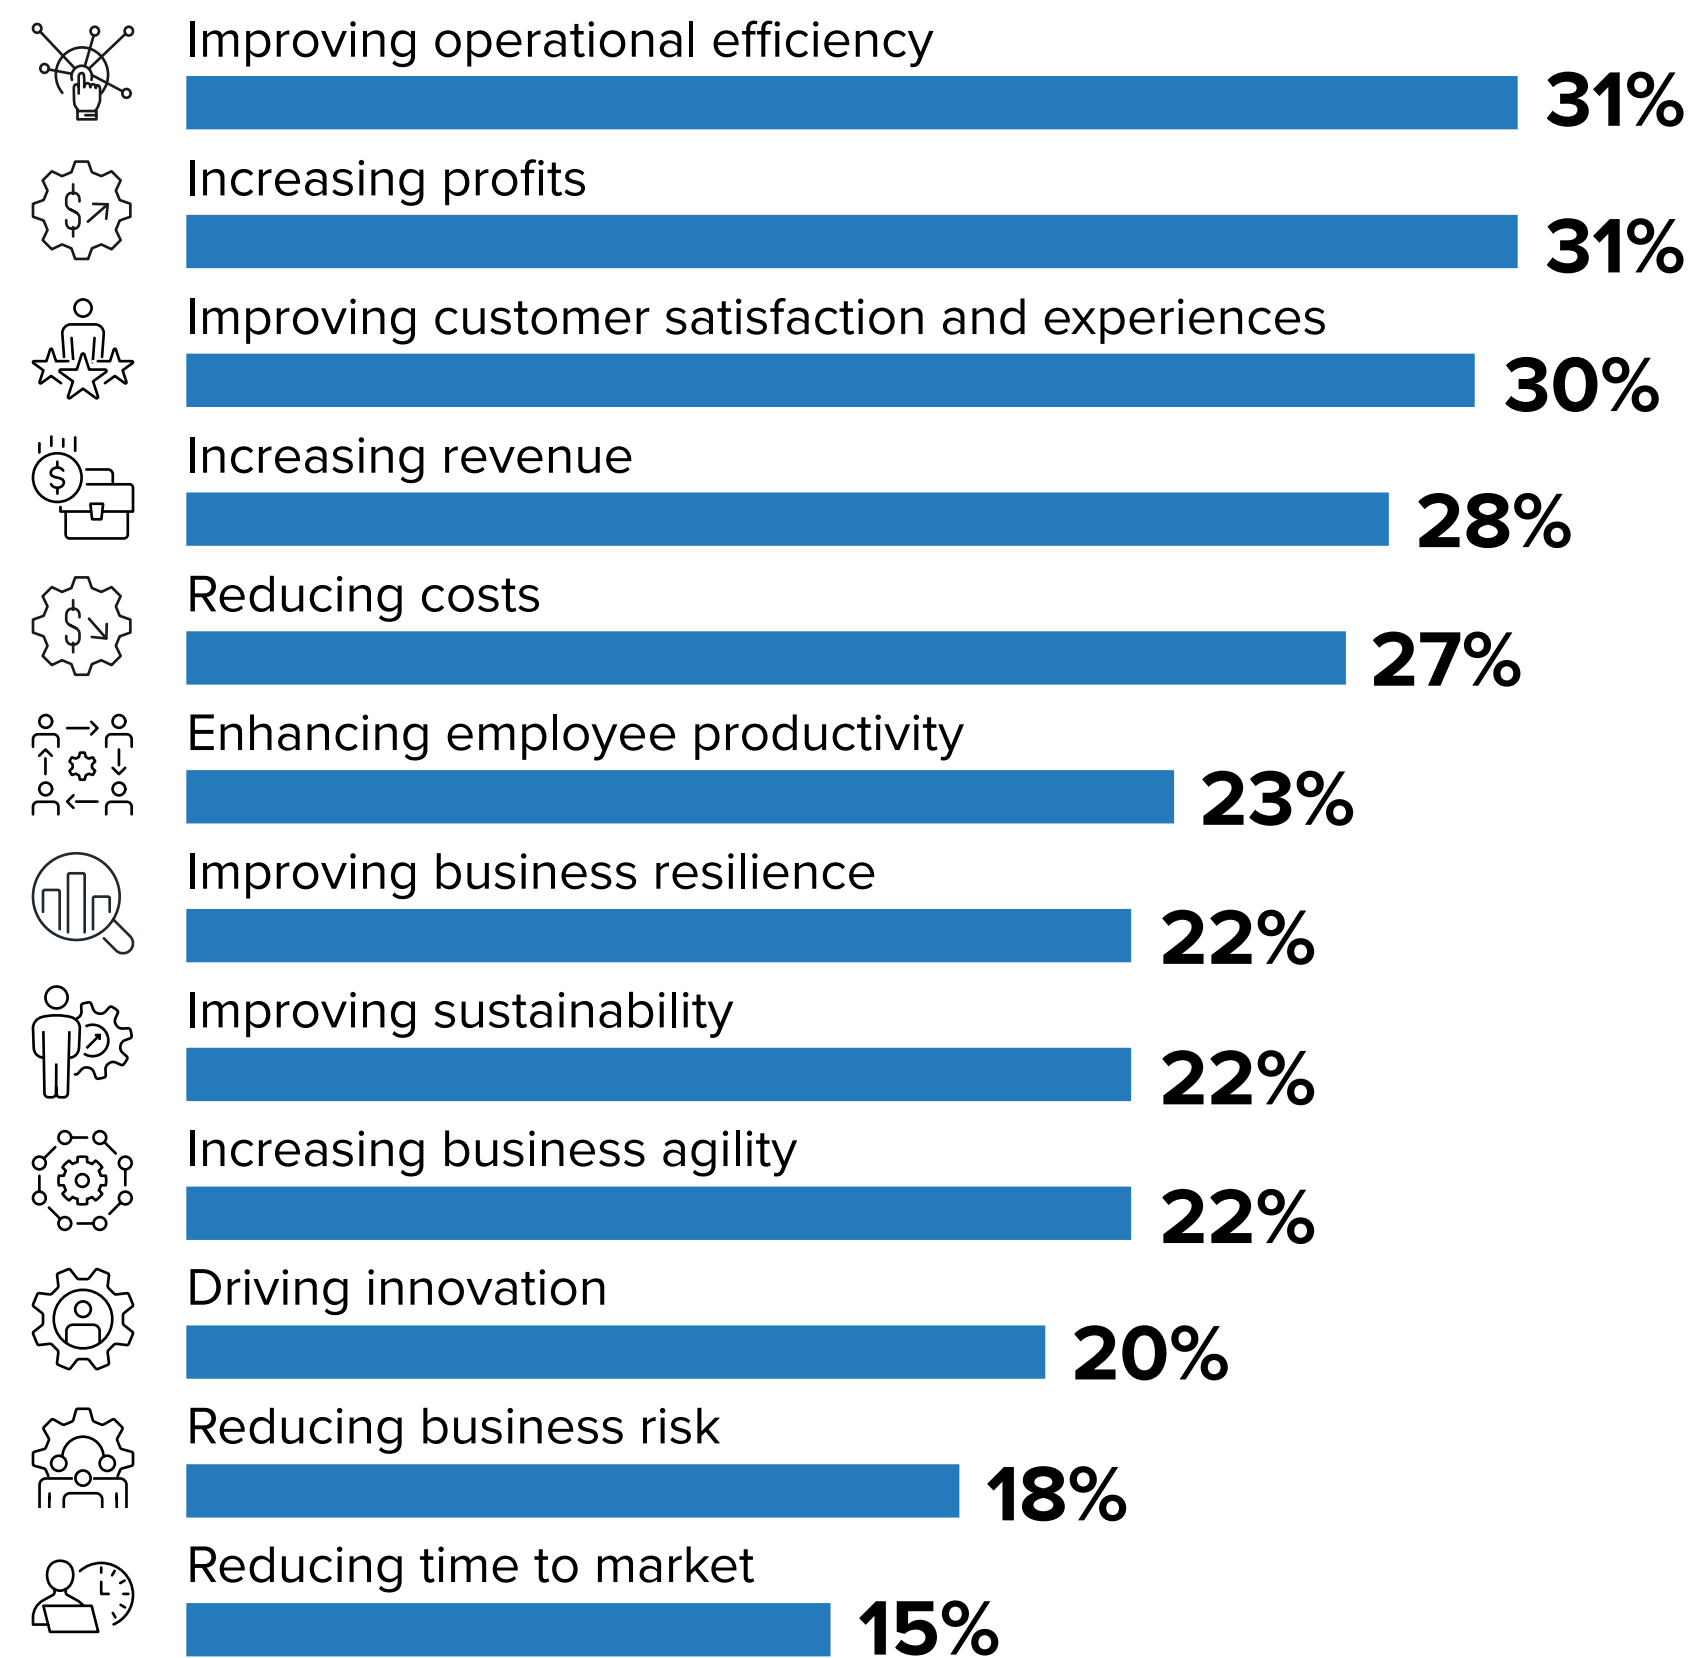 Improving operational efficiency
31%
Increasing profits
31%
Improving customer satisfaction and experiences
30%
Increasing revenue
28%
Reducing costs
27%
Enhancing employee productivity
23%
Improving business resilience
22%
Improving sustainability
22%
Increasing business agility
22%
Driving innovation
20%
Reducing business risk
18%
Reducing time to market
15%